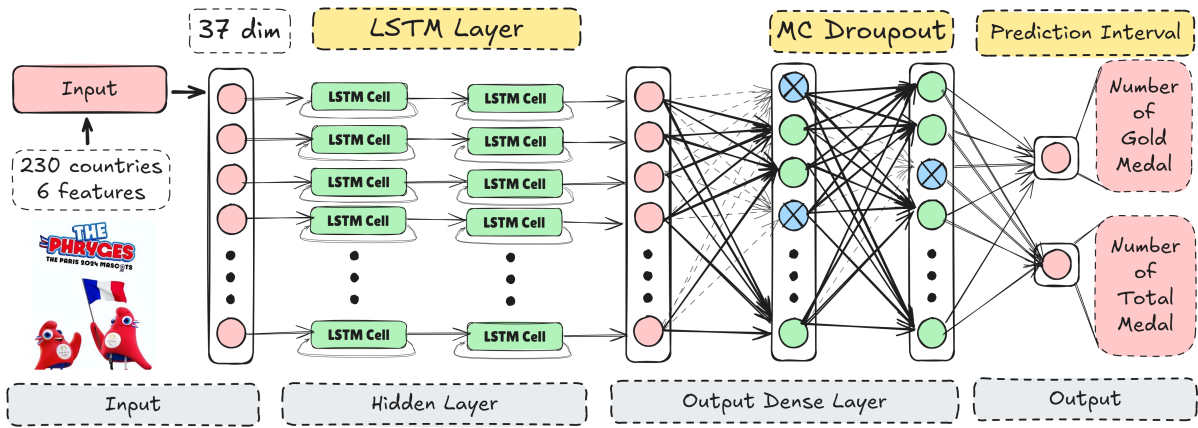 37 dim
LSTM Layer
MC Droupout
Prediction Interval
Input
230 countries
6 features
THE
PHRYGES
THE PARIS 2024 MASCOTS
LSTM Cell
LSTM Cell
LSTM Cell
LSTM Cell
LSTM Cell
LSTM Cell
LSTM Cell
LSTM Cell
LSTM Cell
LSTM Cell
Number
of
Gold
Medal
Number
of
Total
Medal
Input
Hidden Layer
Output Dense Layer
Output